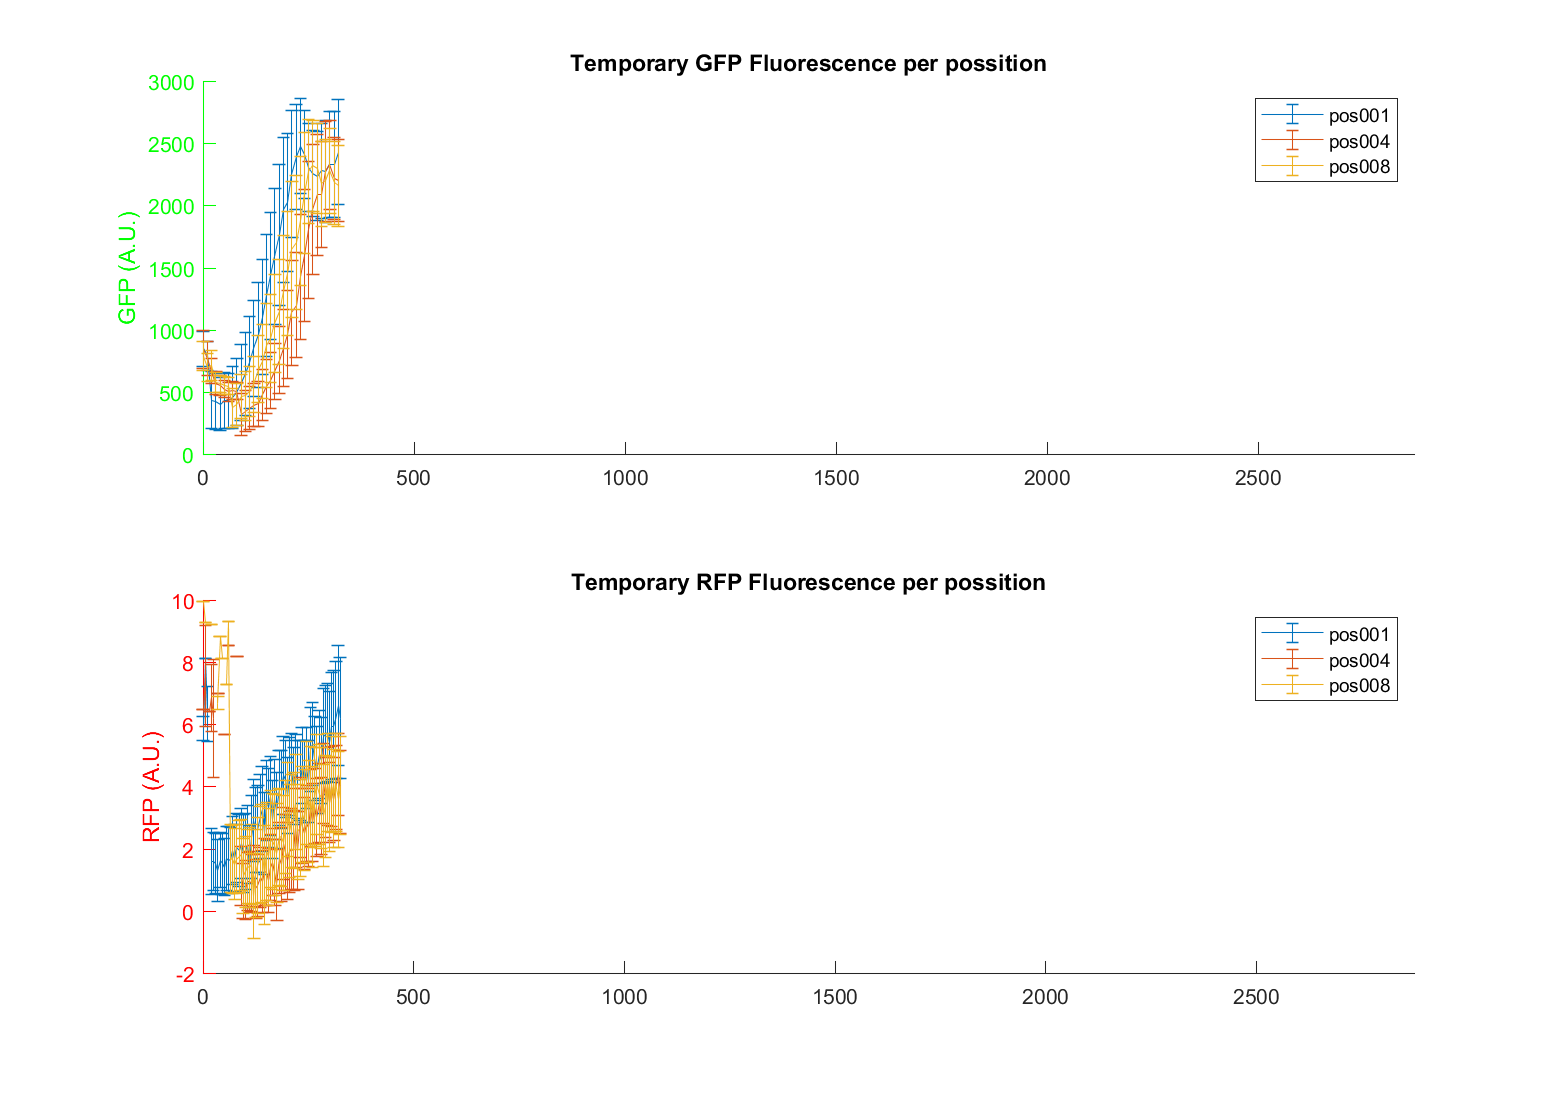 Temporary GFP Fluorescence per possition
3000
2500
2000
1500
1000
500
0
GFP (A.U.)
0 500 1000 1500 2000 2500
pos001
pos004
pos008
Temporary RFP Fluorescence per possition
10
8
6
4
2
0
-2
RFP (A.U.)
0 500 1000 1500 2000 2500
pos001
pos004
pos008